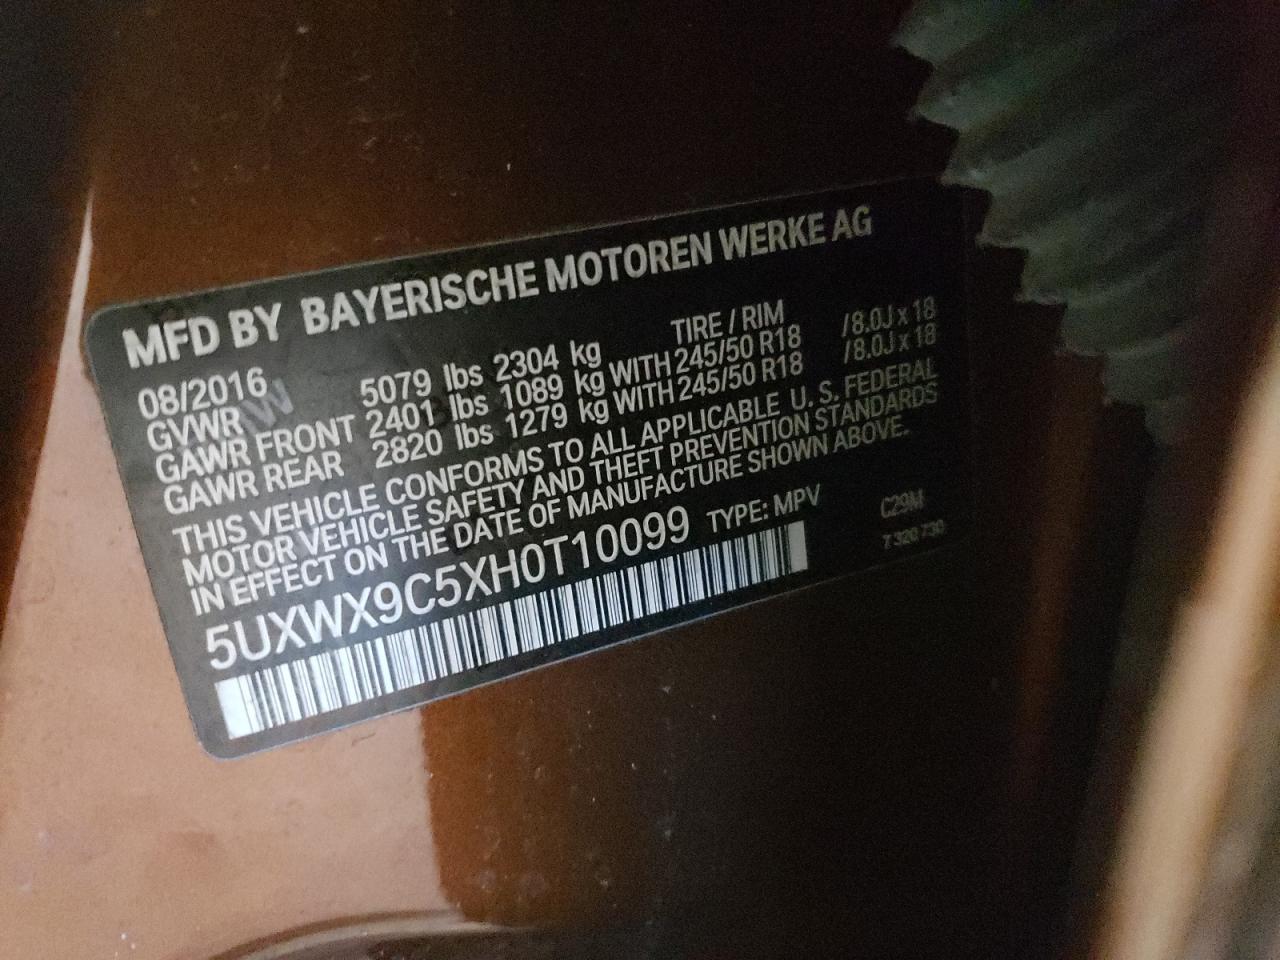 MFD BY BAYERISCHE MOTOREN WERKE AG
08/2016 TIRE / RIM
GVWR 5079 lbs 2304 kg
GAWR FRONT 2401 lbs 1089 kg WITH 245/50 R18 /8.0J x 18
GAWR REAR 2820 lbs 1279 kg WITH 245/50 R18 /8.0J x 18
THIS VEHICLE CONFORMS TO ALL APPLICABLE U. S. FEDERAL
MOTOR VEHICLE SAFETY AND THEFT PREVENTION STANDARDS
IN EFFECT ON THE DATE OF MANUFACTURE SHOWN ABOVE.
5UXWX9C5XH0T10099 TYPE: MPV C29M
7 320 730